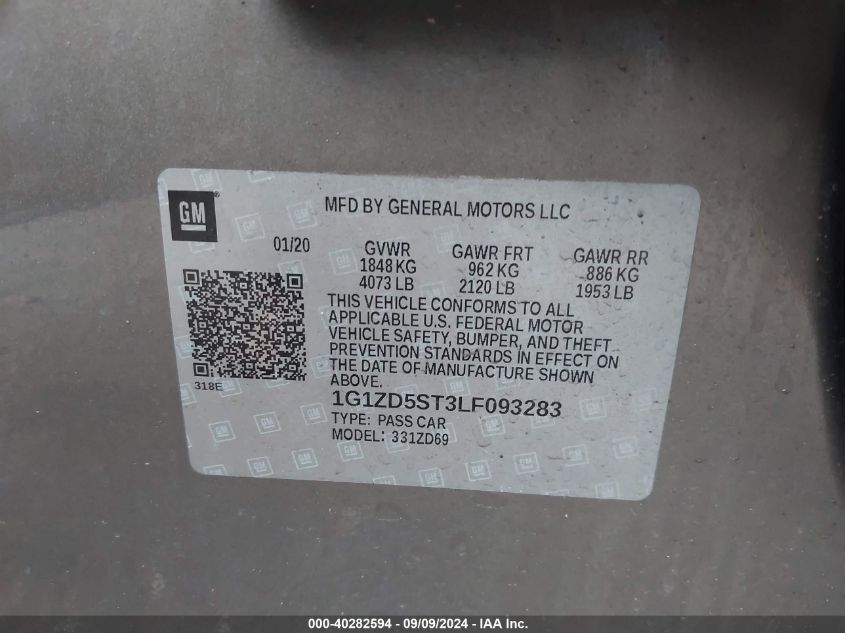 GM
MFD BY GENERAL MOTORS LLC
01/20
GVWR GAWR FRT GAWR RR
1848 KG 962 KG 886 KG
4073 LB 2120 LB 1953 LB
THIS VEHICLE CONFORMS TO ALL
APPLICABLE U.S. FEDERAL MOTOR
VEHICLE SAFETY, BUMPER, AND THEFT
PREVENTION STANDARDS IN EFFECT ON
THE DATE OF MANUFACTURE SHOWN
ABOVE.
318E
1G1ZD5ST3LF093283
TYPE: PASS CAR
MODEL: 331ZD69
000-40282594 - 09/09/2024 - IAA Inc.